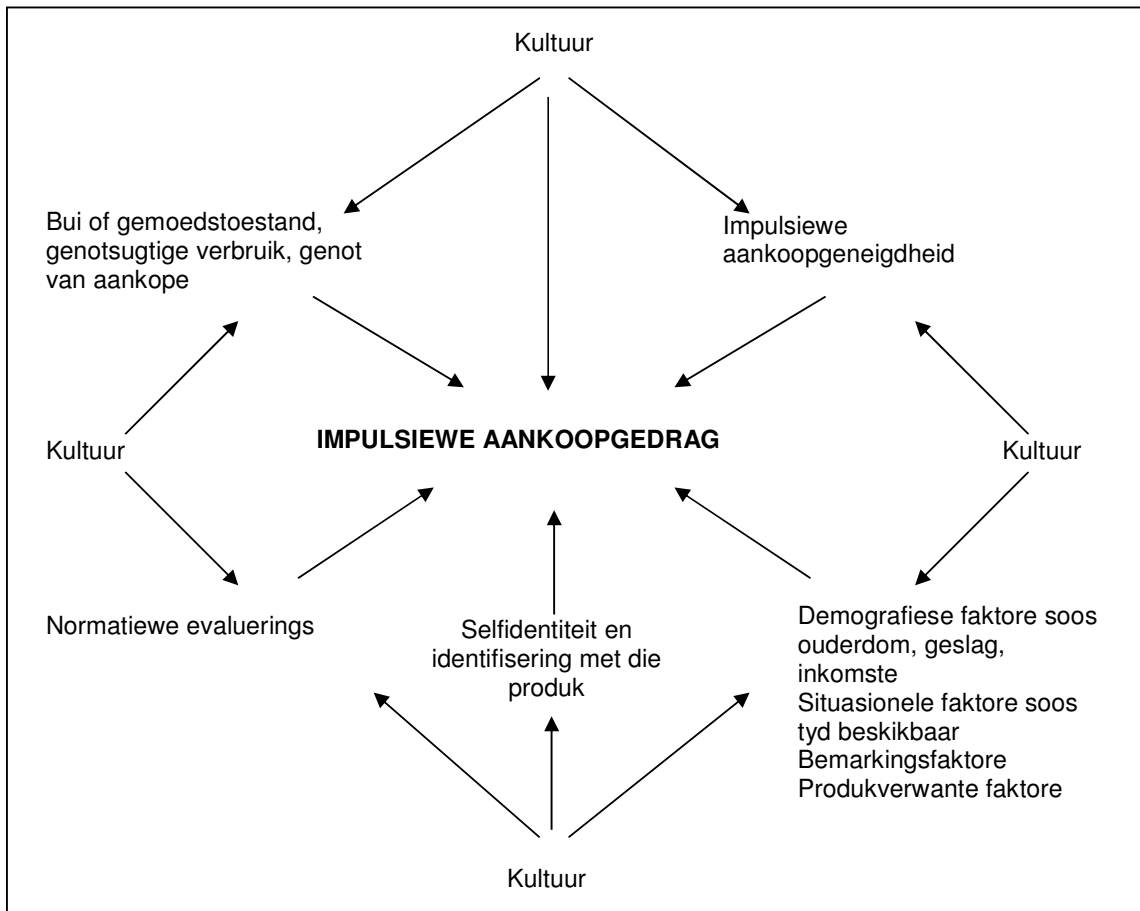 Kultuur
Bui of gemoedstoestand,
genotsugtige verbruik, genot
van aankope
Impulsiewe
aankoopgeneigdheid
Kultuur
IMPULSIEWE AANKOOPGEDRAG
Kultuur
Normatiewe evaluerings
Selfidentiteit en
identifisering met die
produk
Demografiese faktore soos
ouderdom, geslag,
inkomste
Situasionele faktore soos
tyd beskikbaar
Bemarkingsfaktore
Produkverwante faktore
Kultuur